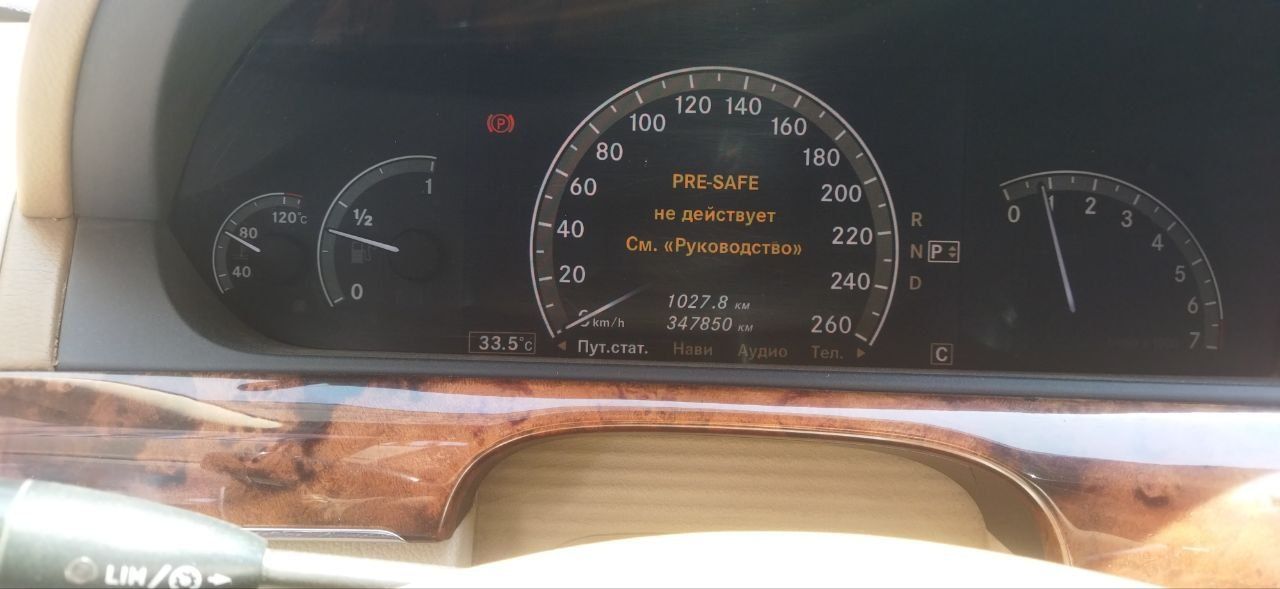 120°C
80
40
1
½
0
(P)
120 140
100 160
80 180
60 200
40 220
20 240
km/h 260
PRE-SAFE
не действует
См. «Руководство»
1027.8 км
347850 км
33.5°C
Пут.стат. Нави Аудио Тел.
R
N P
D
C
0 1 2 3 4 5 6 7
LIM/